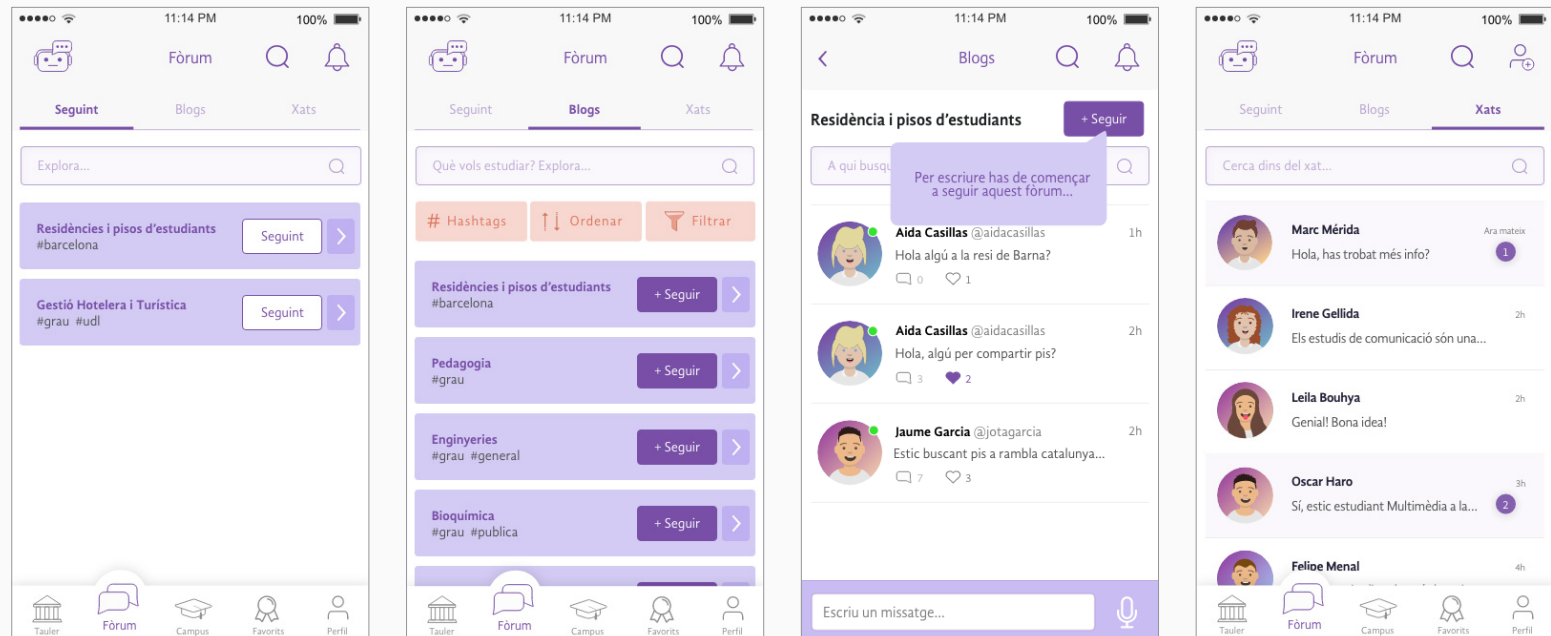 11:14 PM
100%
Fòrum
Seguint
Blogs
Xats
Explora...
Residències i pisos d'estudiants
#barcelona
Seguint
Gestió Hotelera i Turística
#grau #udl
Seguint
Tauler
Fòrum
Campus
Favorits
Perfil
11:14 PM
100%
Fòrum
Seguint
Blogs
Xats
Què vols estudiar? Explora...
# Hashtags
Ordenar
Filtrar
Residències i pisos d'estudiants
#barcelona
+ Seguir
Pedagogia
#grau
+ Seguir
Enginyeries
#grau #general
+ Seguir
Bioquímica
#grau #publica
+ Seguir
Tauler
Fòrum
Campus
Favorits
Perfil
11:14 PM
100%
Blogs
Residència i pisos d'estudiants
+ Seguir
A qui busq
Per escriure has de començar
a seguir aquest fòrum...
Aida Casillas @aidacasillas 1h
Hola algú a la resi de Barna?
0 1
Aida Casillas @aidacasillas 2h
Hola, algú per compartir pis?
3 2
Jaume Garcia @jotagarcia 2h
Estic buscant pis a rambla catalunya...
7 3
Escriu un missatge...
11:14 PM
100%
Fòrum
Seguint
Blogs
Xats
Cerca dins del xat...
Marc Mérida Ara mateix
Hola, has trobat més info? 1
Irene Gellida 2h
Els estudis de comunicació són una...
Leila Bouhya 2h
Genial! Bona idea!
Oscar Haro 3h
Sí, estic estudiant Multimèdia a la... 2
Felipe Menal 4h
Tauler
Fòrum
Campus
Favorits
Perfil